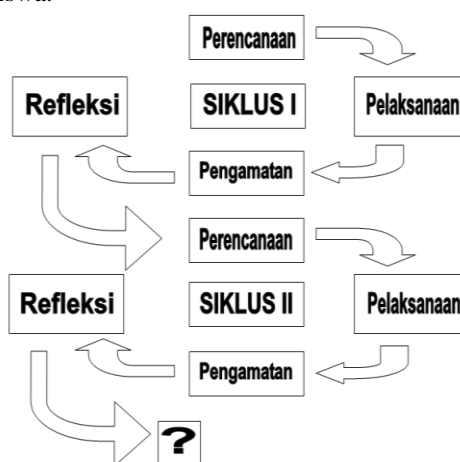 Perencanaan
Refleksi
SIKLUS I
Pelaksanaan
Pengamatan
Perencanaan
Refleksi
SIKLUS II
Pelaksanaan
Pengamatan
?